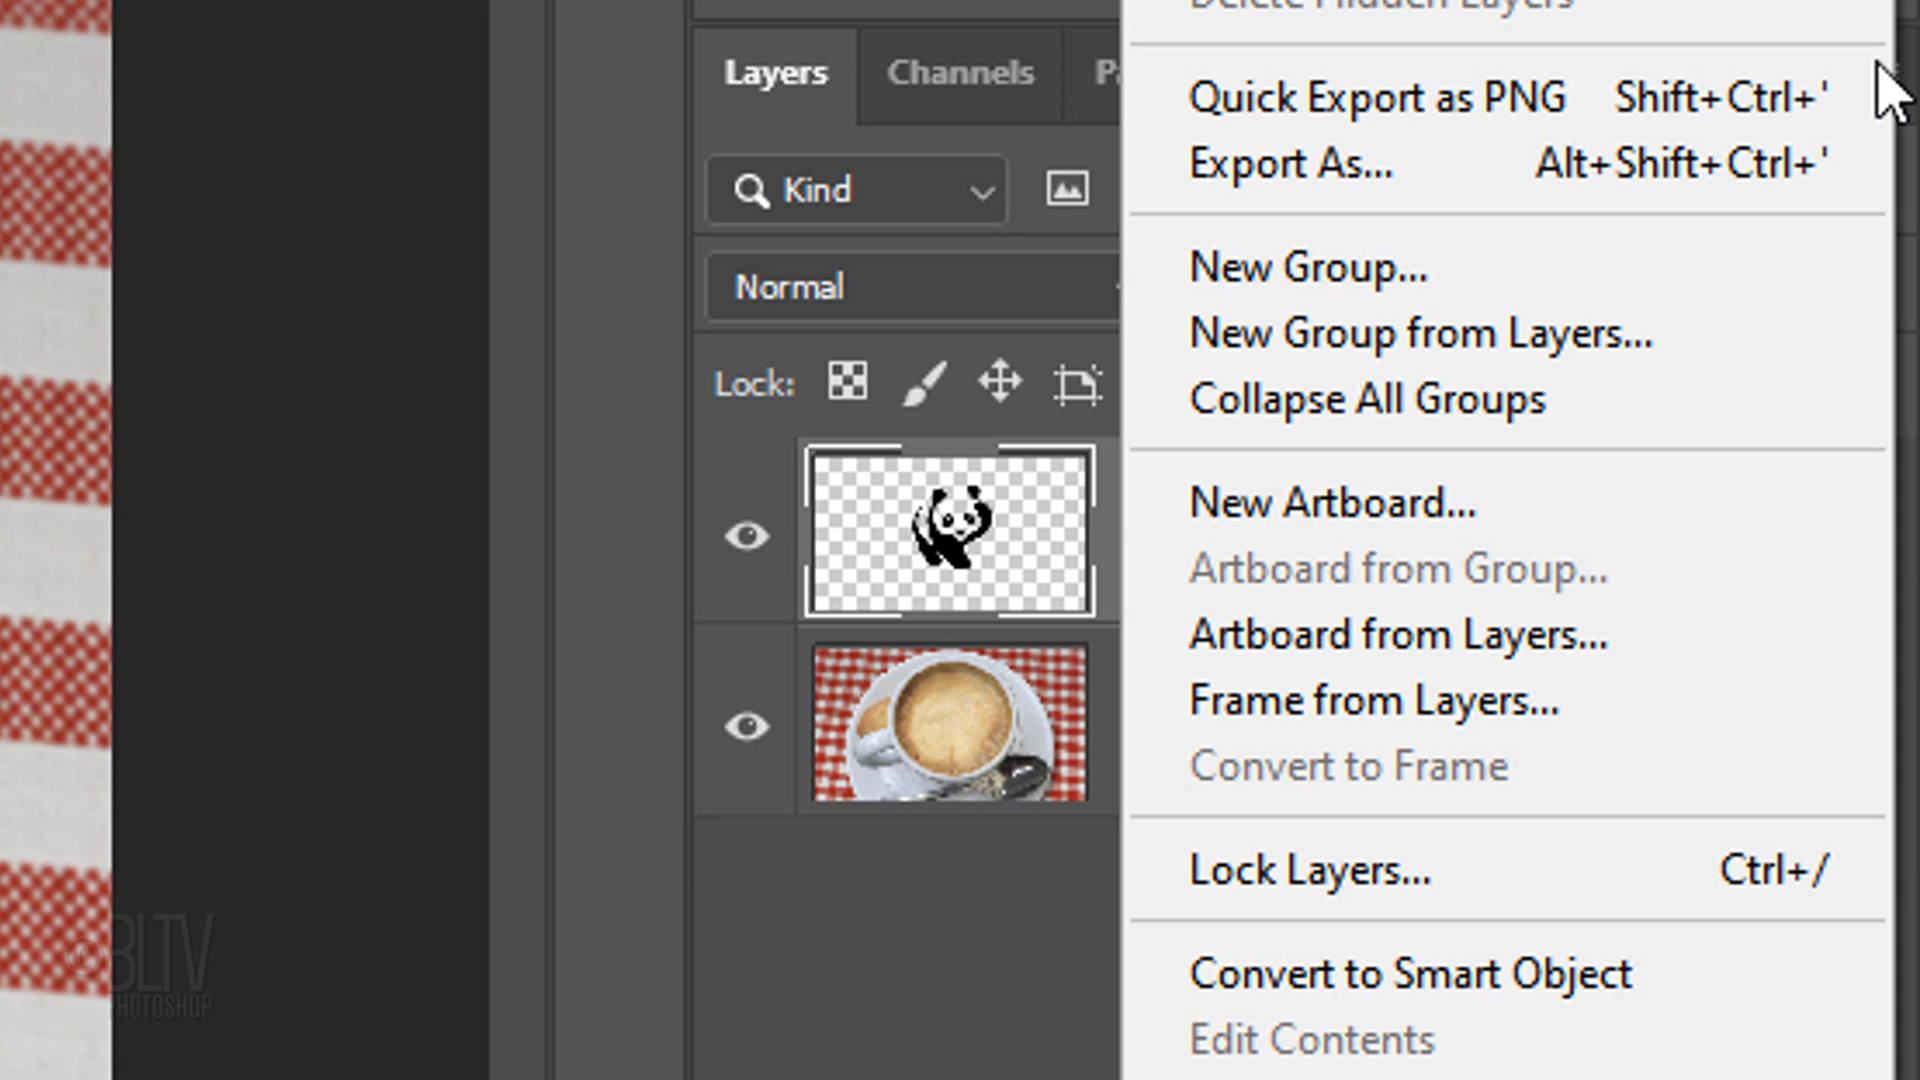 Delete Hidden Layers
Layers Channels
Quick Export as PNG Shift+Ctrl+'
Export As... Alt+Shift+Ctrl+'
Kind
New Group...
Normal
New Group from Layers...
Lock:
Collapse All Groups
New Artboard...
Artboard from Group...
Artboard from Layers...
Frame from Layers...
Convert to Frame
Lock Layers... Ctrl+/
Convert to Smart Object
Edit Contents
©BLTV
PHOTOSHOP